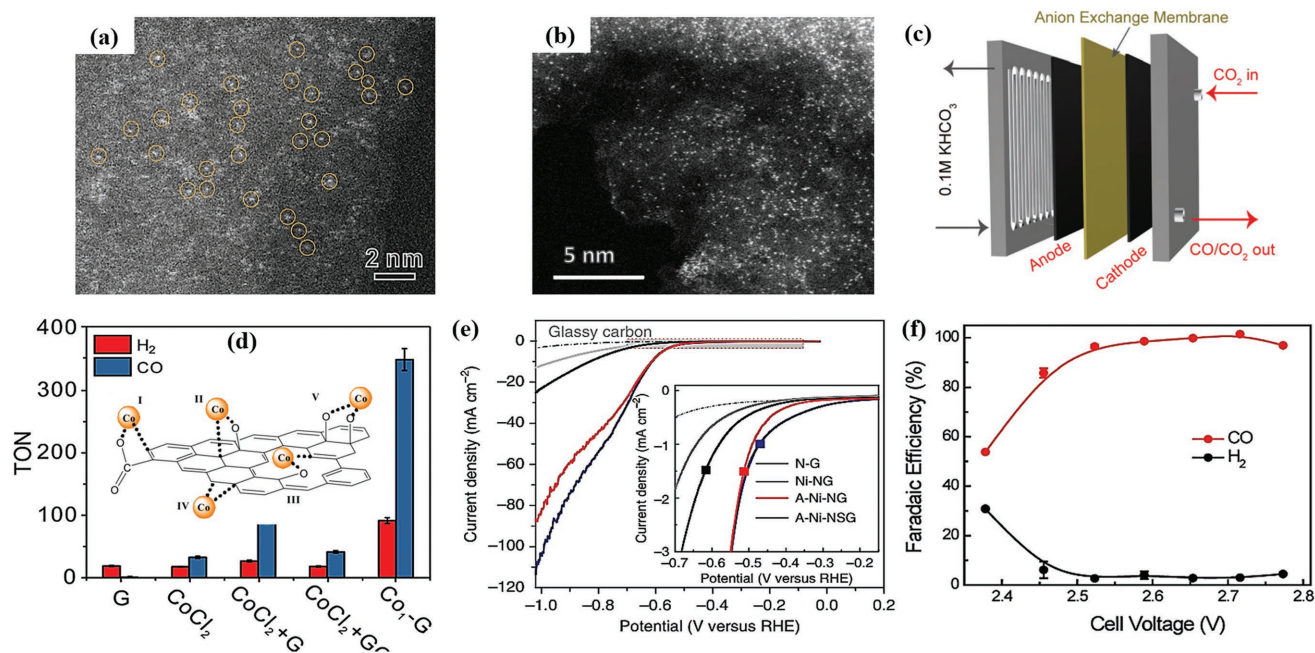 (a)
2 nm
(b)
5 nm
(c)
Anion Exchange Membrane
0.1M KHCO₃
CO₂ in
CO/CO₂ out
Anode
Cathode
(d)
TON
400
300
200
100
0
H₂
CO
I
II
III
IV
V
Co
Co
Co
Co
Co
O
O
O
O
O
O
G
CoCl₂
CoCl₂+G
Co₁-G
(e)
Glassy carbon
Current density (mA cm⁻²)
0
−20
−40
−60
−80
−100
−120
−1.0
−0.8
−0.6
−0.4
−0.2
0.0
0.2
Potential (V versus RHE)
Current density (mA cm⁻²)
0
−1
−2
−3
N-G
Ni-NG
A-Ni-NG
A-Ni-NSG
−0.7
−0.6
−0.5
−0.4
−0.3
−0.2
Potential (V versus RHE)
(f)
Faradaic Efficiency (%)
100
80
60
40
20
0
CO
H₂
2.4
2.5
2.6
2.7
2.8
Cell Voltage (V)